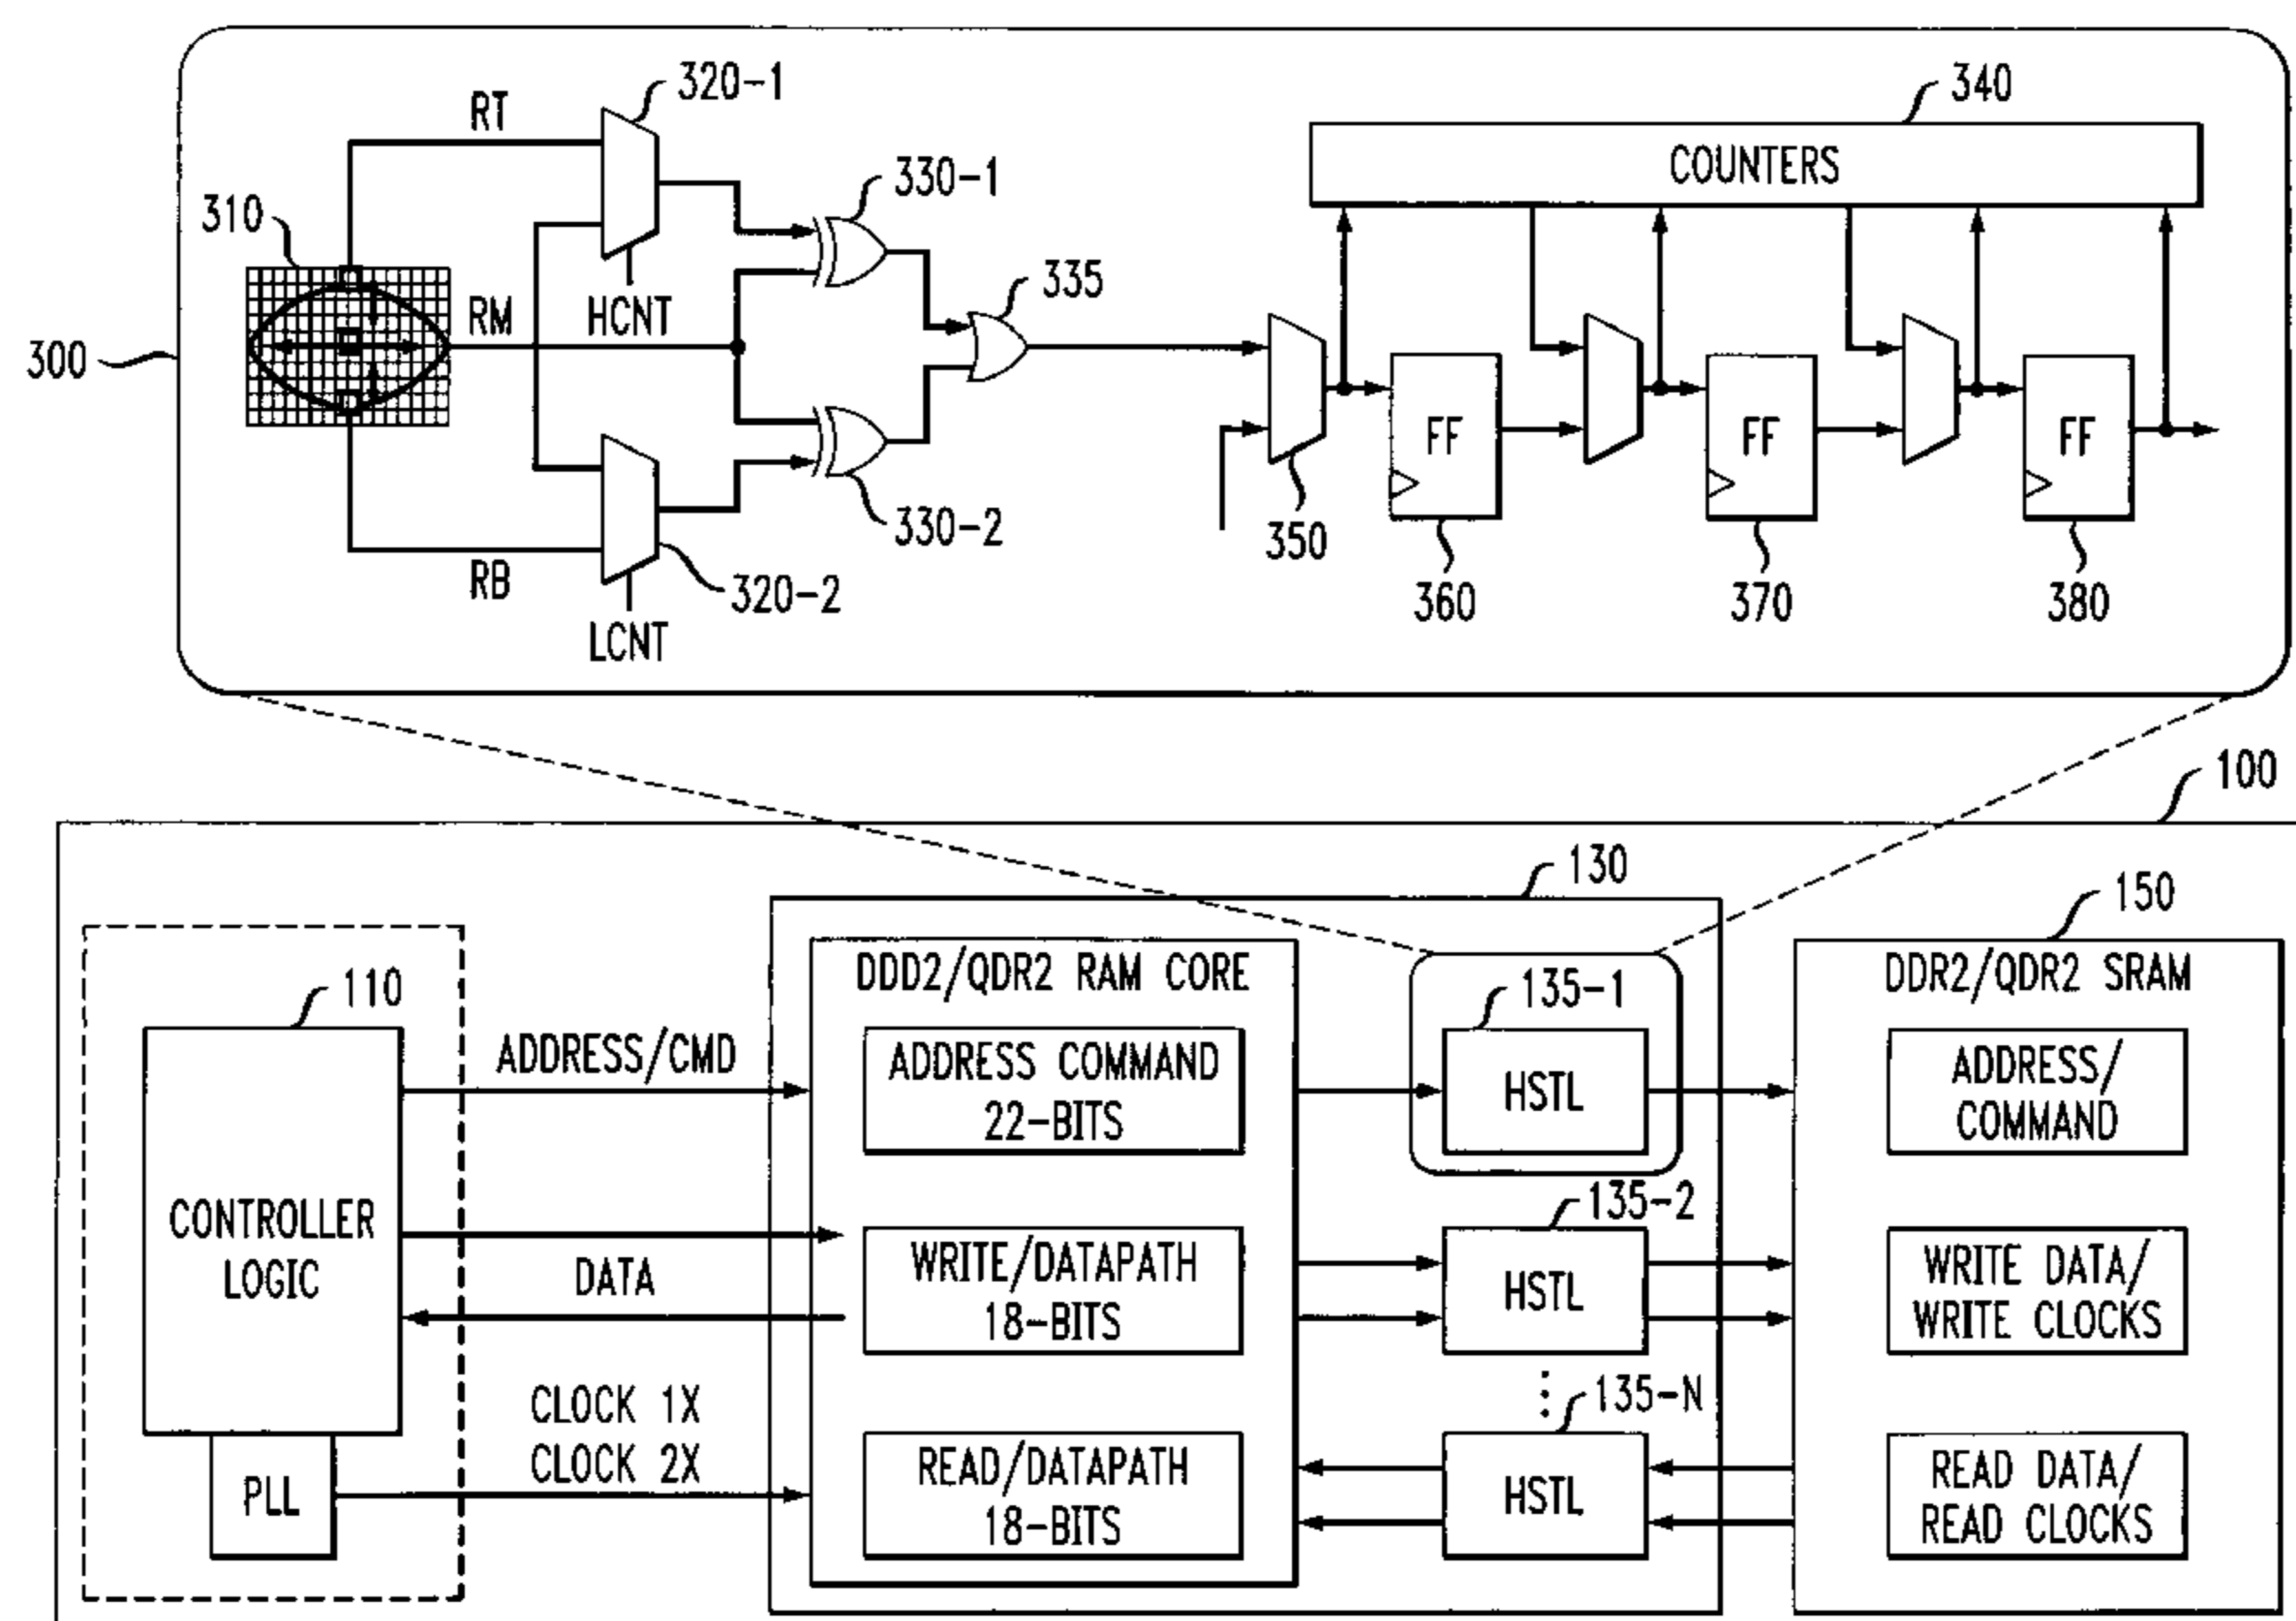 320-1
340
RT
COUNTERS
330-1
310
335
RM
HCNT
300
FF
FF
FF
330-2
350
RB
320-2
360
370
380
LCNT
100
130
150
DDD2/QDR2 RAM CORE
DDR2/QDR2 SRAM
110
135-1
ADDRESS/CMD
ADDRESS COMMAND
22-BITS
HSTL
ADDRESS/
COMMAND
135-2
CONTROLLER
LOGIC
DATA
WRITE/DATAPATH
18-BITS
HSTL
WRITE DATA/
WRITE CLOCKS
135-N
CLOCK 1X
CLOCK 2X
PLL
READ/DATAPATH
18-BITS
HSTL
READ DATA/
READ CLOCKS